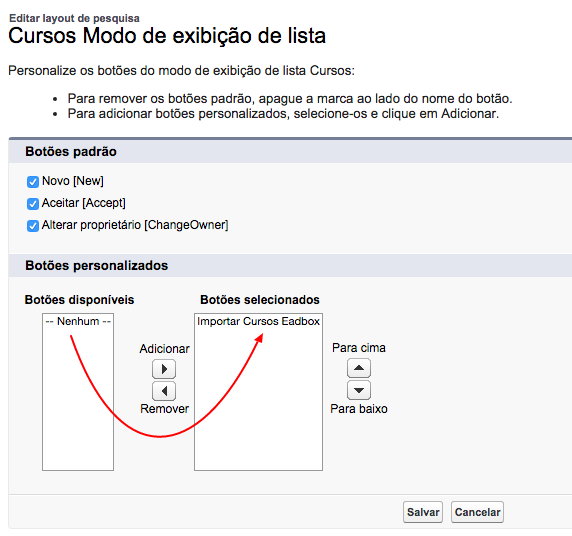 Editar layout de pesquisa
Cursos Modo de exibição de lista
Personalize os botões do modo de exibição de lista Cursos:
• Para remover os botões padrão, apague a marca ao lado do nome do botão.
• Para adicionar botões personalizados, selecione-os e clique em Adicionar.
Botões padrão
Novo [New]
Aceitar [Accept]
Alterar proprietário [ChangeOwner]
Botões personalizados
Botões disponíveis
-- Nenhum --
Adicionar
Remover
Botões selecionados
Importar Cursos Eadbox
Para cima
Para baixo
Salvar
Cancelar